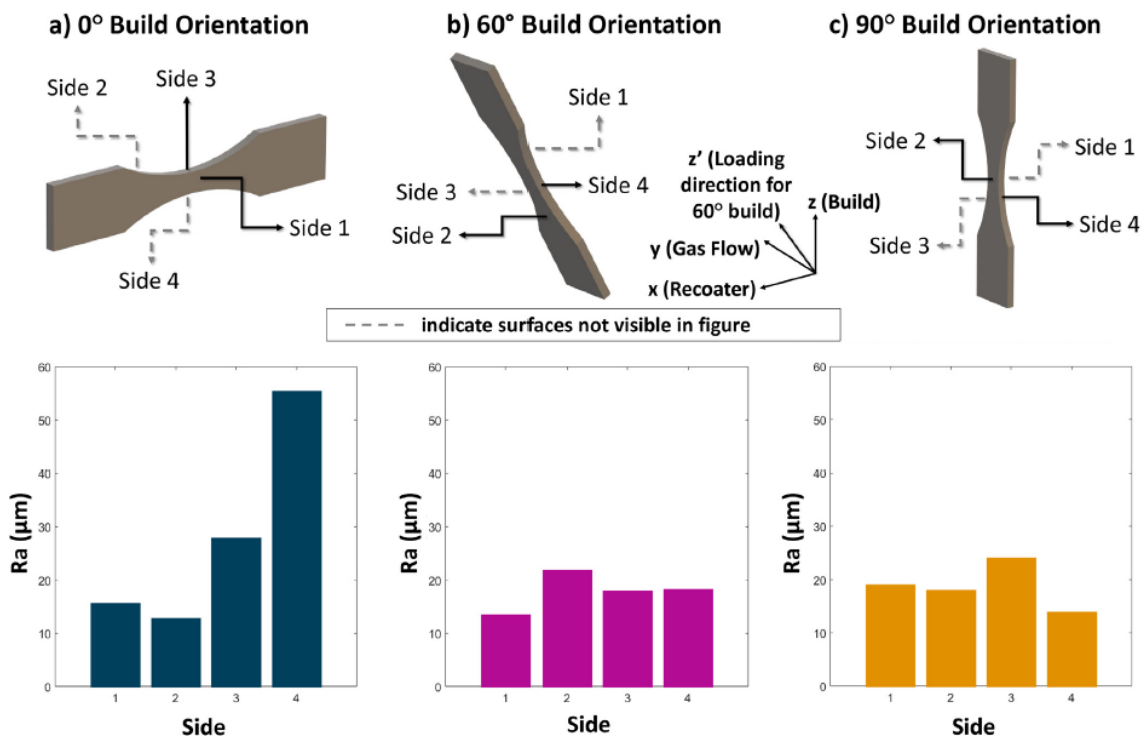 a) 0° Build Orientation
b) 60° Build Orientation
c) 90° Build Orientation
Side 2
Side 3
Side 1
Side 4
Side 1
Side 3
Side 4
Side 2
z' (Loading
direction for
60° build)
z (Build)
y (Gas Flow)
x (Recoater)
Side 2
Side 1
Side 3
Side 4
indicate surfaces not visible in figure
Ra (μm)
60
50
40
30
20
10
0
1 2 3 4
Side
Ra (μm)
60
50
40
30
20
10
0
1 2 3 4
Side
Ra (μm)
60
50
40
30
20
10
0
1 2 3 4
Side